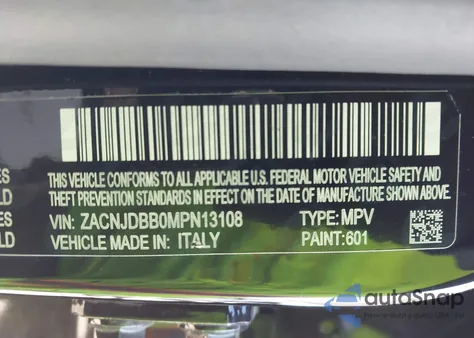 THIS VEHICLE CONFORMS TO ALL APPLICABLE U.S. FEDERAL MOTOR VEHICLE SAFETY AND
THEFT PREVENTION STANDARDS IN EFFECT ON THE DATE OF MANUFACTURE SHOWN ABOVE.
VIN: ZACNJDBB0MPN13108 TYPE: MPV
VEHICLE MADE IN: ITALY PAINT: 601
autoSnap